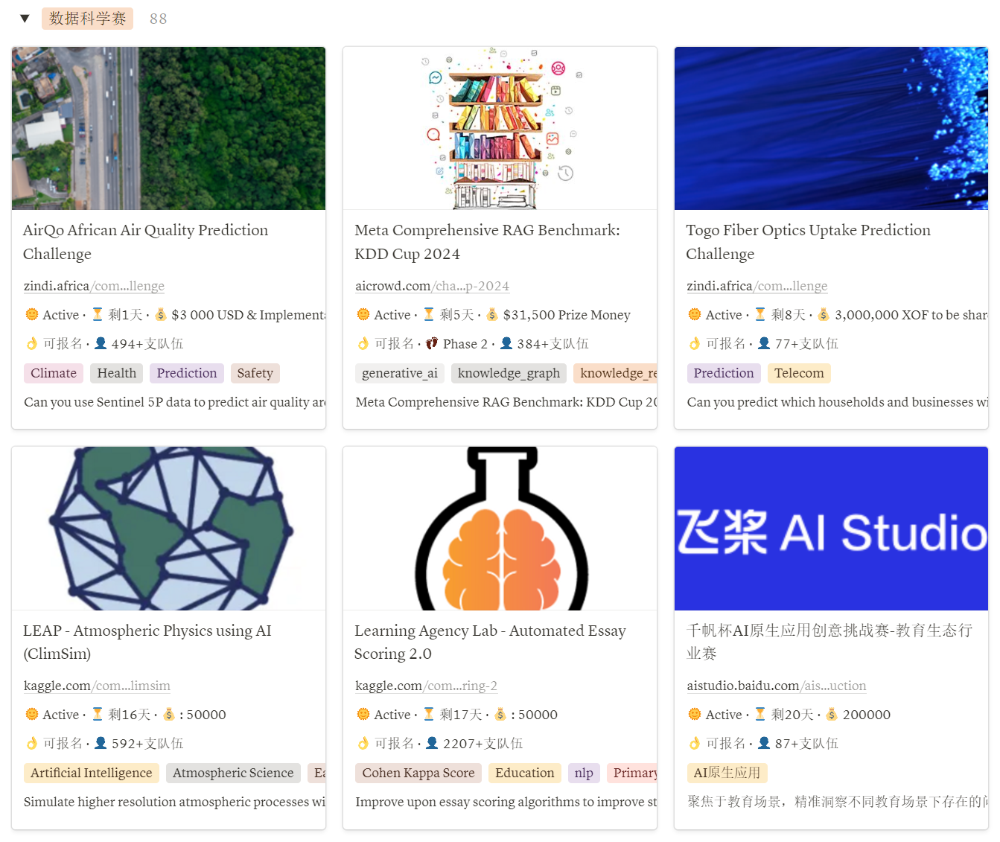 数据科学赛 88
AirQo African Air Quality Prediction
Challenge
zindi.africa/com...llenge
Active · 剩1天 · $3 000 USD & Implement
可报名 · 494+支队伍
Climate Health Prediction Safety
Can you use Sentinel 5P data to predict air quality
Meta Comprehensive RAG Benchmark:
KDD Cup 2024
aicrowd.com/cha...p-2024
Active · 剩5天 · $31,500 Prize Money
可报名 · Phase 2 · 384+支队伍
generative_ai knowledge_graph knowledge_re
Meta Comprehensive RAG Benchmark: KDD Cup
Togo Fiber Optics Uptake Prediction
Challenge
zindi.africa/com...llenge
Active · 剩8天 · 3,000,000 XOF to be shar
可报名 · 77+支队伍
Prediction Telecom
Can you predict which households and businesses wi
LEAP - Atmospheric Physics using AI
(ClimSim)
kaggle.com/com...limsim
Active · 剩16天 · : 50000
可报名 · 592+支队伍
Artificial Intelligence Atmospheric Science Ea
Simulate higher resolution atmospheric processes wi
Learning Agency Lab - Automated Essay
Scoring 2.0
kaggle.com/com...ring-2
Active · 剩17天 · : 50000
可报名 · 2207+支队伍
Cohen Kappa Score Education nlp Primary
Improve upon essay scoring algorithms to improve st
飞桨 AI Studio
千帆杯AI原生应用创意挑战赛-教育生态行
业赛
aistudio.baidu.com/ais...uction
Active · 剩20天 · 200000
可报名 · 87+支队伍
AI原生应用
聚焦于教育场景，精准洞察不同教育场景下存在的